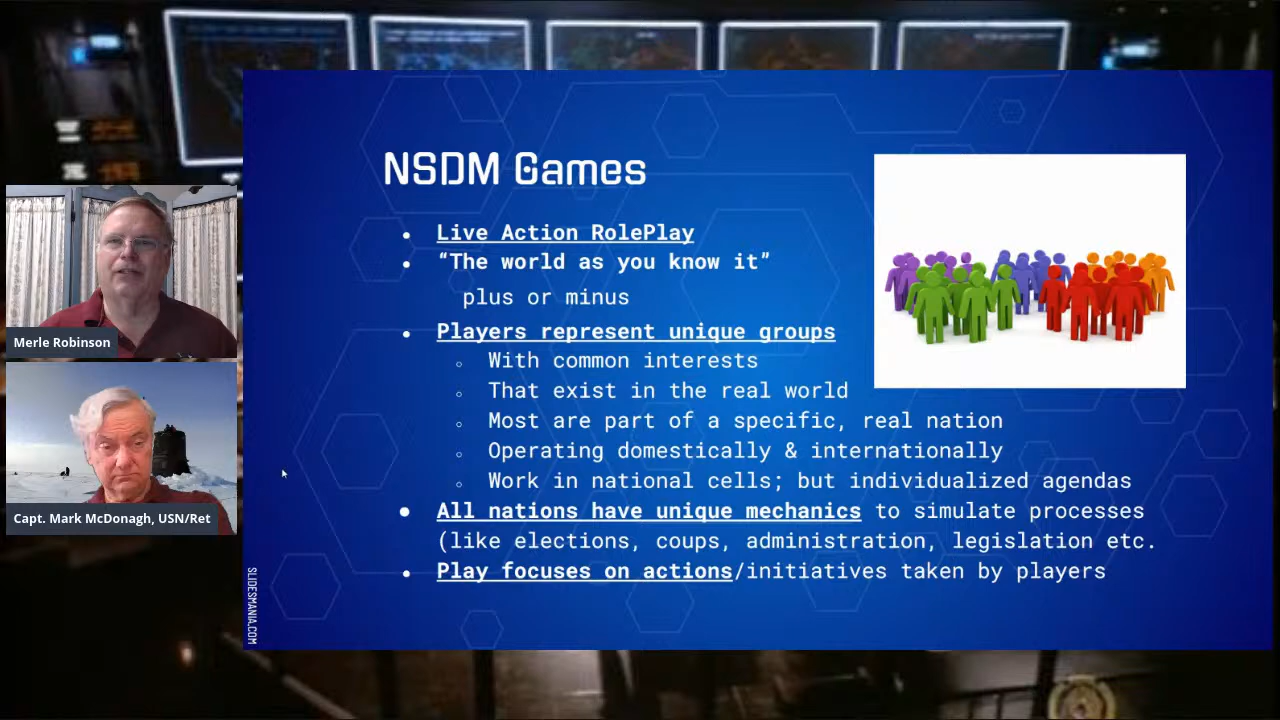 NSDM Games
● Live Action RolePlay
● “The world as you know it”
plus or minus
● Players represent unique groups
○ With common interests
○ That exist in the real world
○ Most are part of a specific, real nation
○ Operating domestically & internationally
○ Work in national cells; but individualized agendas
● All nations have unique mechanics to simulate processes
(like elections, coups, administration, legislation etc.
● Play focuses on actions/initiatives taken by players
Merle Robinson
Capt. Mark McDonagh, USN/Ret
SLIDESMANIA.COM